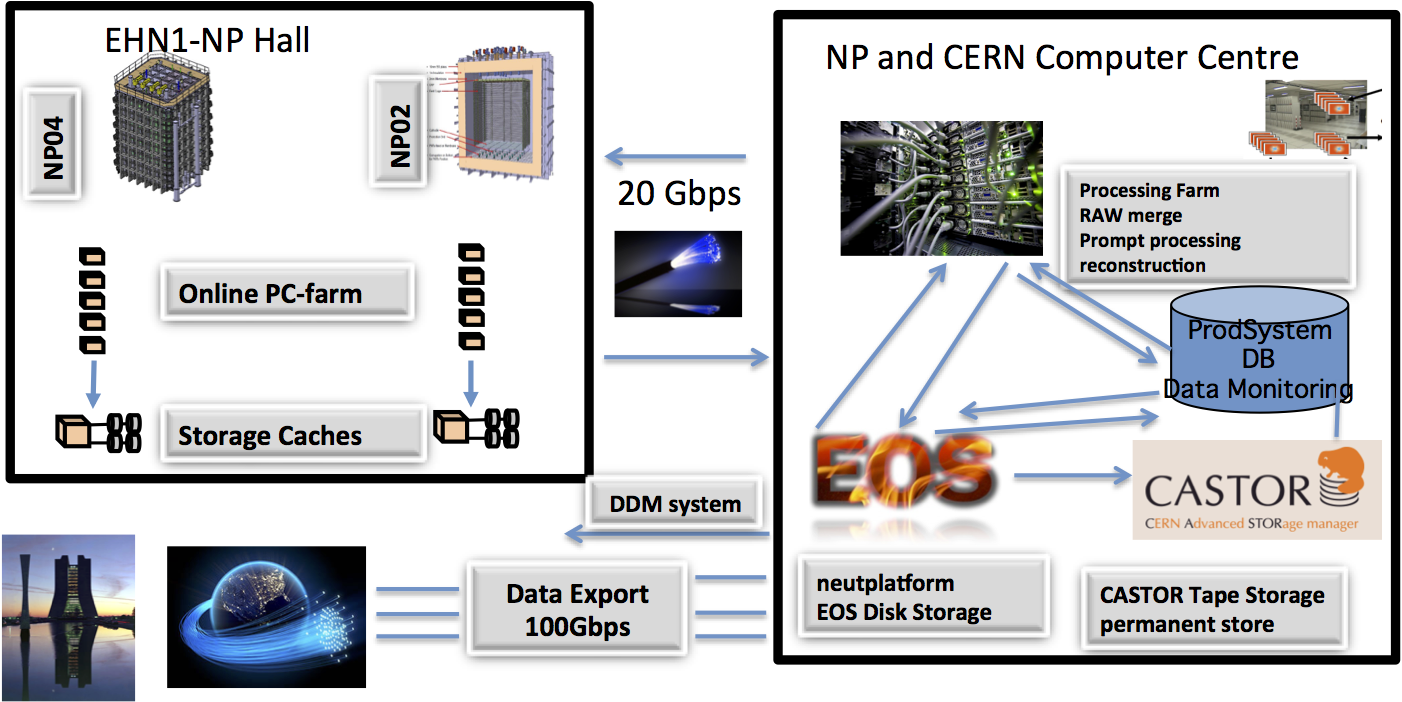 EHN1-NP Hall
NP04
NP02
Online PC-farm
Storage Caches
20 Gbps
NP and CERN Computer Centre
Processing Farm
RAW merge
Prompt processing
reconstruction
ProdSystem
DB
Data Monitoring
EOS
CASTOR
CERN Advanced STORage manager
neutplatform
EOS Disk Storage
CASTOR Tape Storage
permanent store
DDM system
Data Export
100Gbps